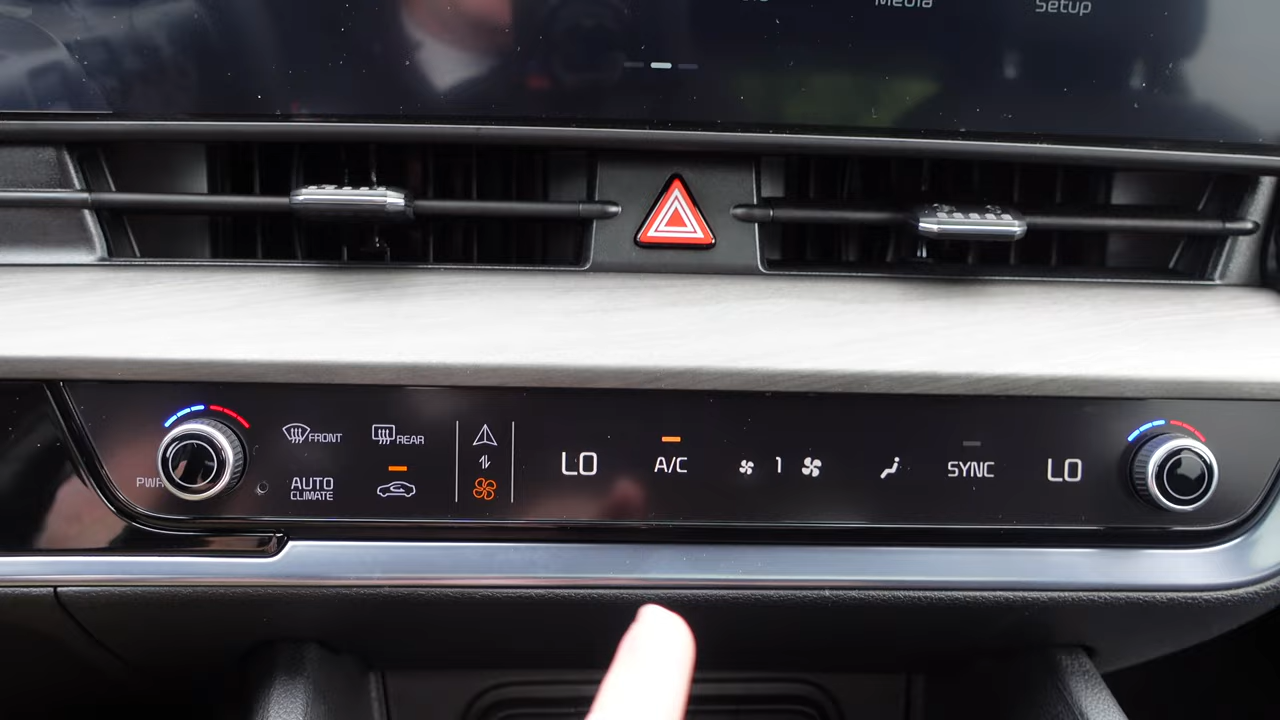 Media
Setup
PWR
FRONT
REAR
AUTO
CLIMATE
LO
A/C
1
SYNC
LO